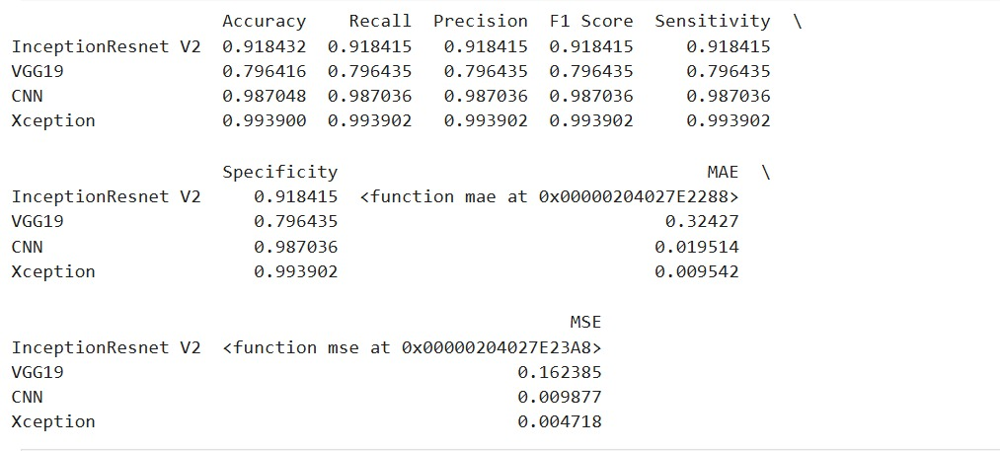 Accuracy Recall Precision F1 Score Sensitivity \
InceptionResnet V2 0.918432 0.918415 0.918415 0.918415 0.918415
VGG19 0.796416 0.796435 0.796435 0.796435 0.796435
CNN 0.987048 0.987036 0.987036 0.987036 0.987036
Xception 0.993900 0.993902 0.993902 0.993902 0.993902
Specificity MAE \
InceptionResnet V2 0.918415 <function mae at 0x00000204027E2288>
VGG19 0.796435 0.32427
CNN 0.987036 0.019514
Xception 0.993902 0.009542
MSE
InceptionResnet V2 <function mse at 0x00000204027E23A8>
VGG19 0.162385
CNN 0.009877
Xception 0.004718